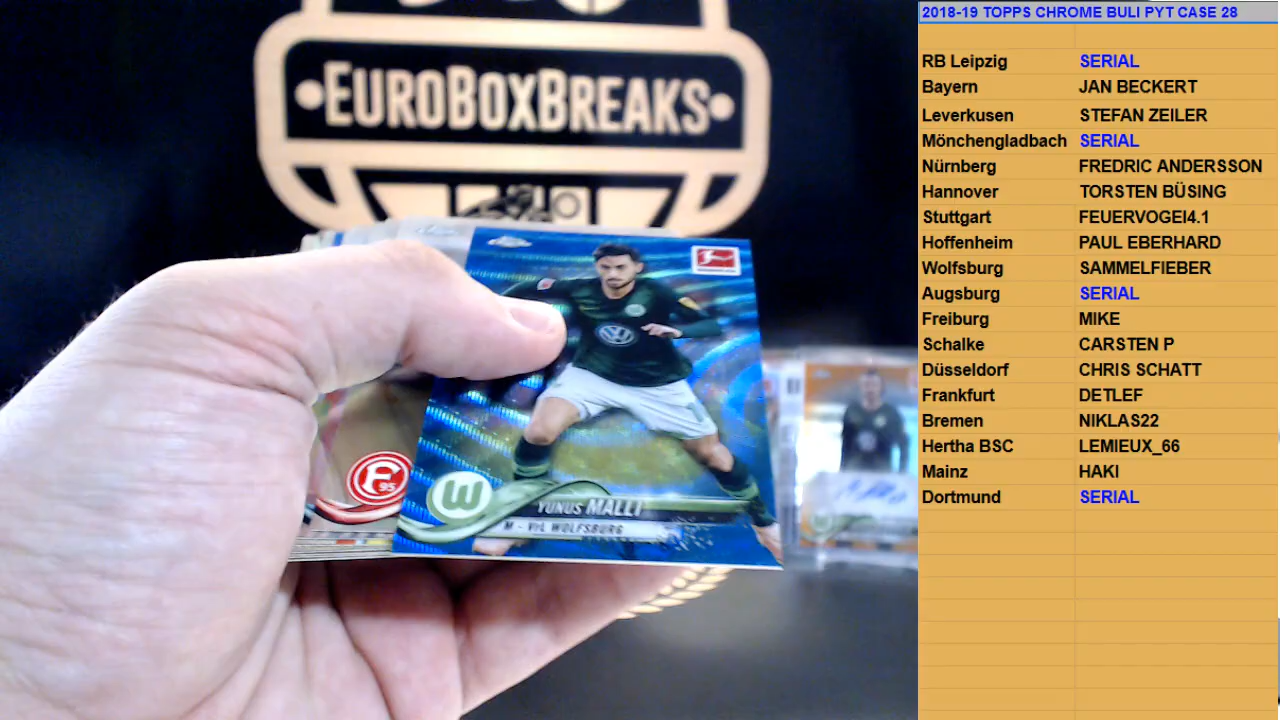 EUROBOXBREAKS
F
95
W
YUNUS MALLI
M - VFL WOLFSBURG
2018-19 TOPPS CHROME BULI PYT CASE 28
RB Leipzig SERIAL
Bayern JAN BECKERT
Leverkusen STEFAN ZEILER
Mönchengladbach SERIAL
Nürnberg FREDRIC ANDERSSON
Hannover TORSTEN BÜSING
Stuttgart FEUERVOGEl4.1
Hoffenheim PAUL EBERHARD
Wolfsburg SAMMELFIEBER
Augsburg SERIAL
Freiburg MIKE
Schalke CARSTEN P
Düsseldorf CHRIS SCHATT
Frankfurt DETLEF
Bremen NIKLAS22
Hertha BSC LEMIEUX_66
Mainz HAKI
Dortmund SERIAL